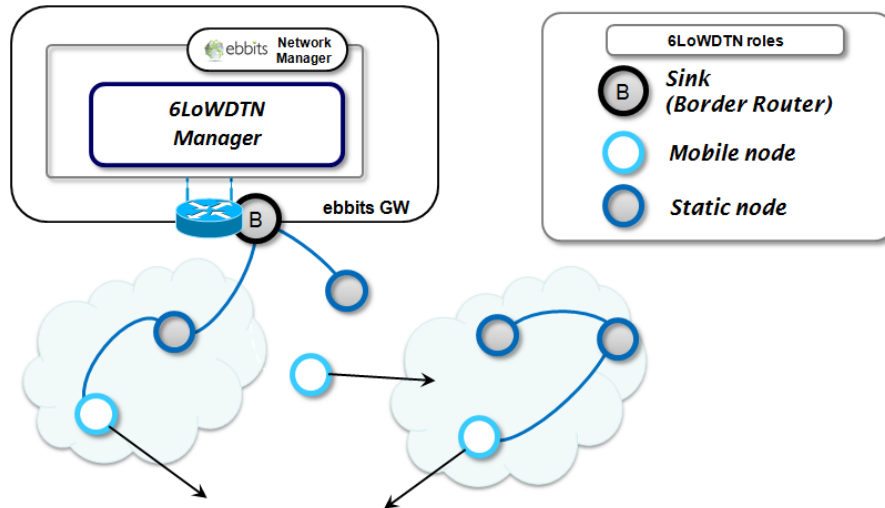 ebbits Network
Manager
6LoWDTN
Manager
B
ebbits GW
6LoWDTN roles
B
Sink
(Border Router)
Mobile node
Static node